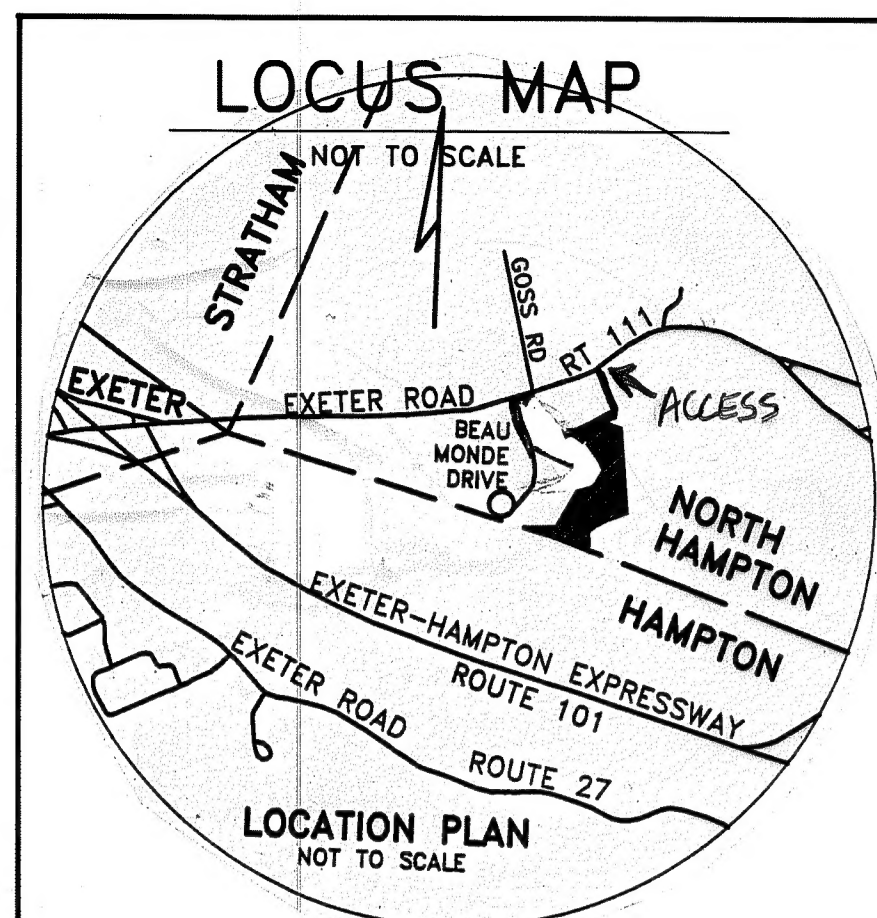 LOCUS MAP
NOT TO SCALE
STRATHAM
GOSS RD
RT 111
EXETER
EXETER ROAD
ACCESS
BEAU
MONDE
DRIVE
NORTH
HAMPTON
HAMPTON
EXETER-HAMPTON EXPRESSWAY
ROUTE 101
EXETER ROAD
ROUTE 27
LOCATION PLAN
NOT TO SCALE